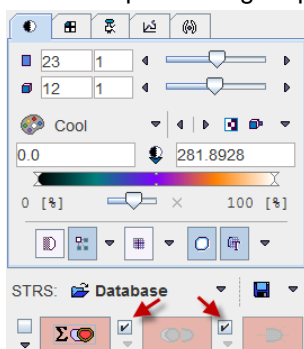 23 1
12 1
Cool
0.0 281.8928
0 [%] × 100 [%]
STRS: Database
Σ